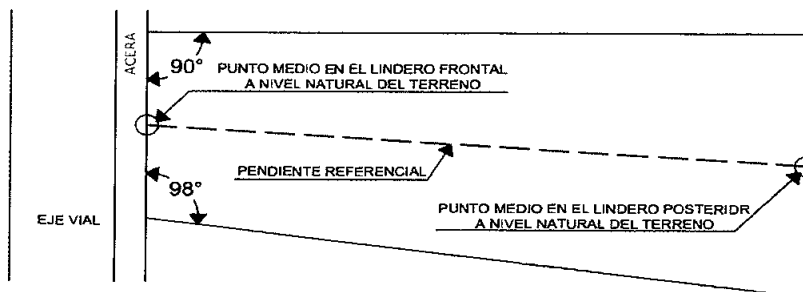 ACERA
90°
PUNTO MEDIO EN EL LINDERO FRONTAL
A NIVEL NATURAL DEL TERRENO
PENDIENTE REFERENCIAL
98°
EJE VIAL
PUNTO MEDIO EN EL LINDERO POSTERIDR
A NIVEL NATURAL DEL TERRENO